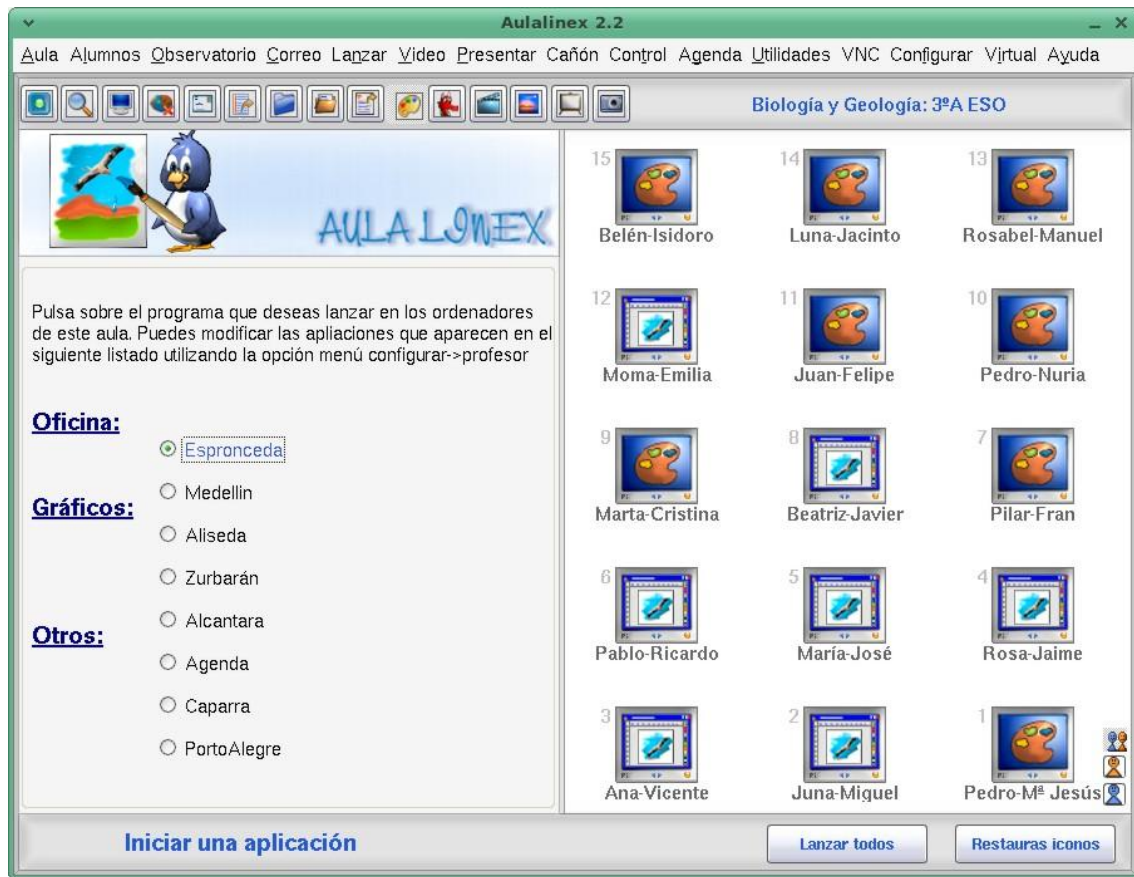 Aulalinex 2.2
Aula Alumnos Observatorio Correo Lanzar Video Presentar Cañón Control Agenda Utilidades VNC Configurar Virtual Ayuda
Biología y Geología: 3ºA ESO
AULA LINEX
Pulsa sobre el programa que deseas lanzar en los ordenadores
de este aula. Puedes modificar las apliaciones que aparecen en el
siguiente listado utilizando la opción menú configurar->profesor
Oficina:
Espronceda
Medellin
Gráficos:
Aliseda
Zurbarán
Alcantara
Otros:
Agenda
Caparra
PortoAlegre
15 14 13
Belén-Isidoro Luna-Jacinto Rosabel-Manuel
12 11 10
Moma-Emilia Juan-Felipe Pedro-Nuria
9 8 7
Marta-Cristina Beatriz-Javier Pilar-Fran
6 5 4
Pablo-Ricardo María-José Rosa-Jaime
3 2 1
Ana-Vicente Juna-Miguel Pedro-Mª Jesús
Iniciar una aplicación
Lanzar todos
Restauras iconos